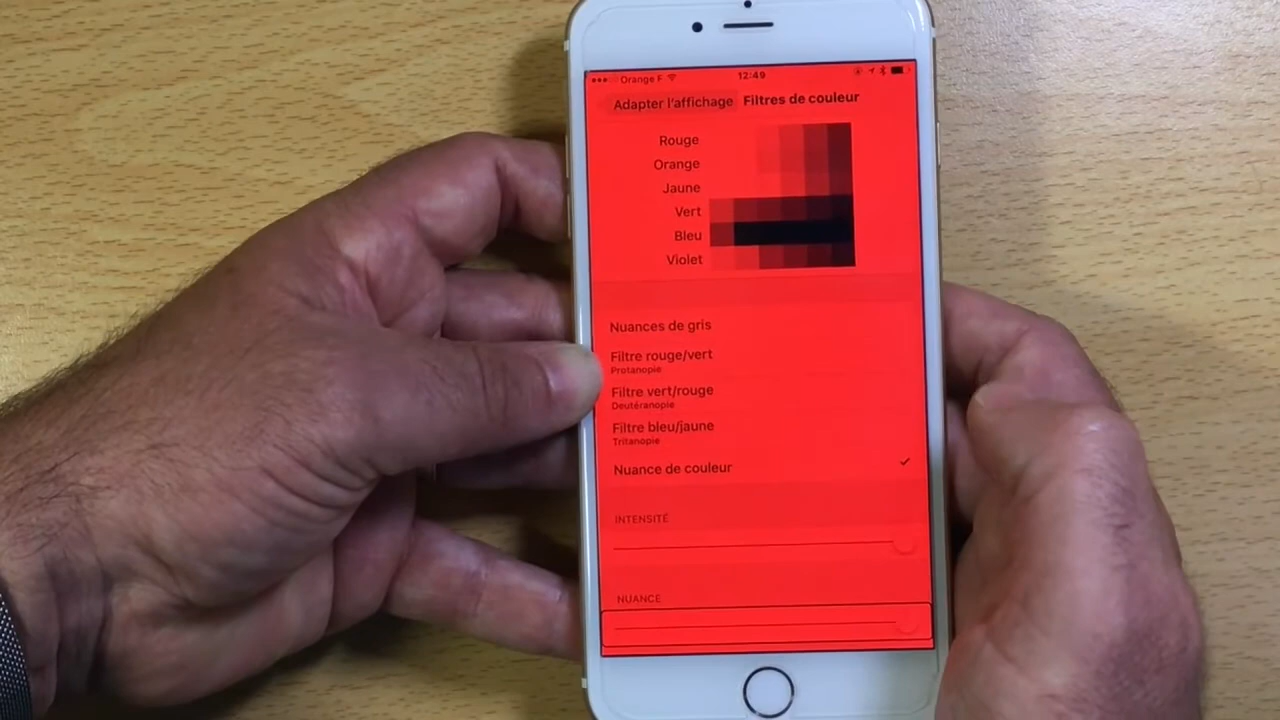 Orange F 12:49
Adapter l'affichage Filtres de couleur
Rouge
Orange
Jaune
Vert
Bleu
Violet
Nuances de gris
Filtre rouge/vert
Protanopie
Filtre vert/rouge
Deutéranopie
Filtre bleu/jaune
Tritanopie
Nuance de couleur
INTENSITÉ
NUANCE